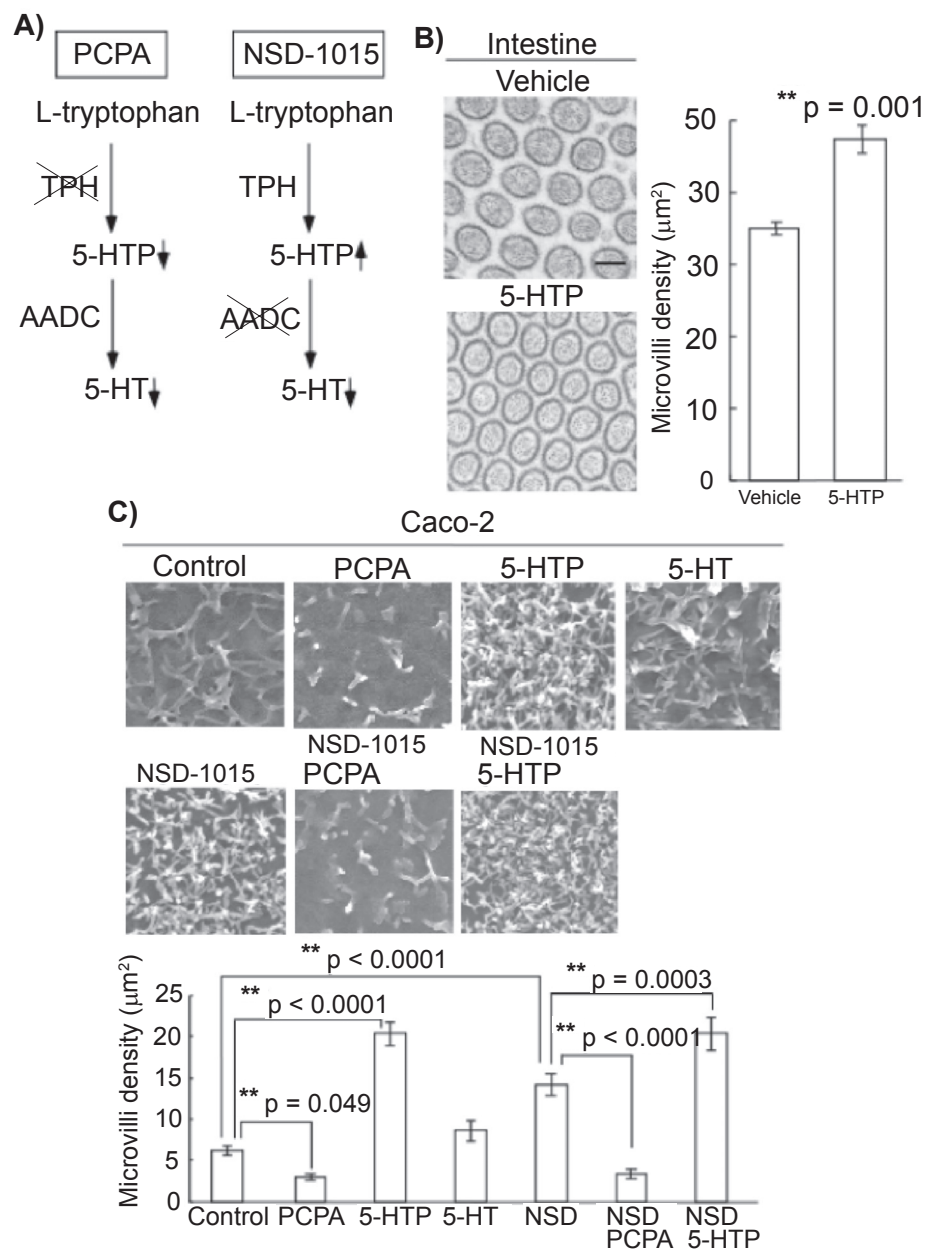 A)
PCPA
NSD-1015
L-tryptophan
L-tryptophan
TPH
TPH
5-HTP
5-HTP
AADC
AADC
5-HT
5-HT
B)
Intestine
Vehicle
5-HTP
** p = 0.001
Microvilli density (μm²)
50
30
30
20
10
0
Vehicle
5-HTP
C)
Caco-2
Control
PCPA
5-HTP
5-HT
NSD-1015
NSD-1015
PCPA
NSD-1015
5-HTP
Microvilli density (μm²)
25
20
15
10
5
0
** p < 0.0001
** p < 0.0001
** p = 0.049
** p = 0.0003
** p < 0.0001
Control
PCPA
5-HTP
5-HT
NSD
NSD
PCPA
NSD
5-HTP